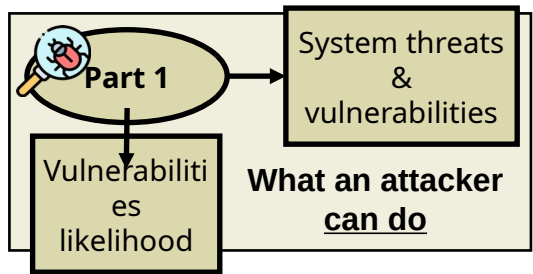 System threats
&
vulnerabilities
Part 1
Vulnerabiliti
es
likelihood
What an attacker
can do